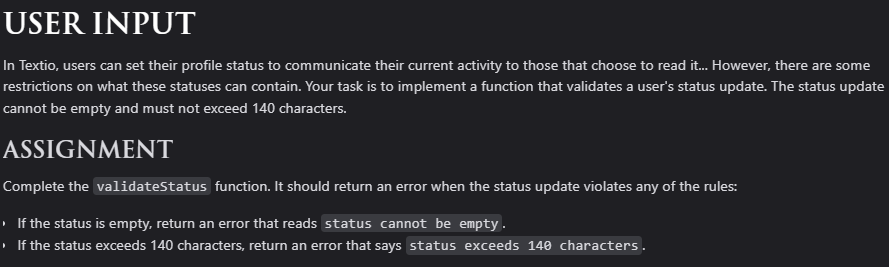 USER INPUT
In Textio, users can set their profile status to communicate their current activity to those that choose to read it... However, there are some
restrictions on what these statuses can contain. Your task is to implement a function that validates a user's status update. The status update
cannot be empty and must not exceed 140 characters.
ASSIGNMENT
Complete the validateStatus function. It should return an error when the status update violates any of the rules:
• If the status is empty, return an error that reads status cannot be empty.
• If the status exceeds 140 characters, return an error that says status exceeds 140 characters.